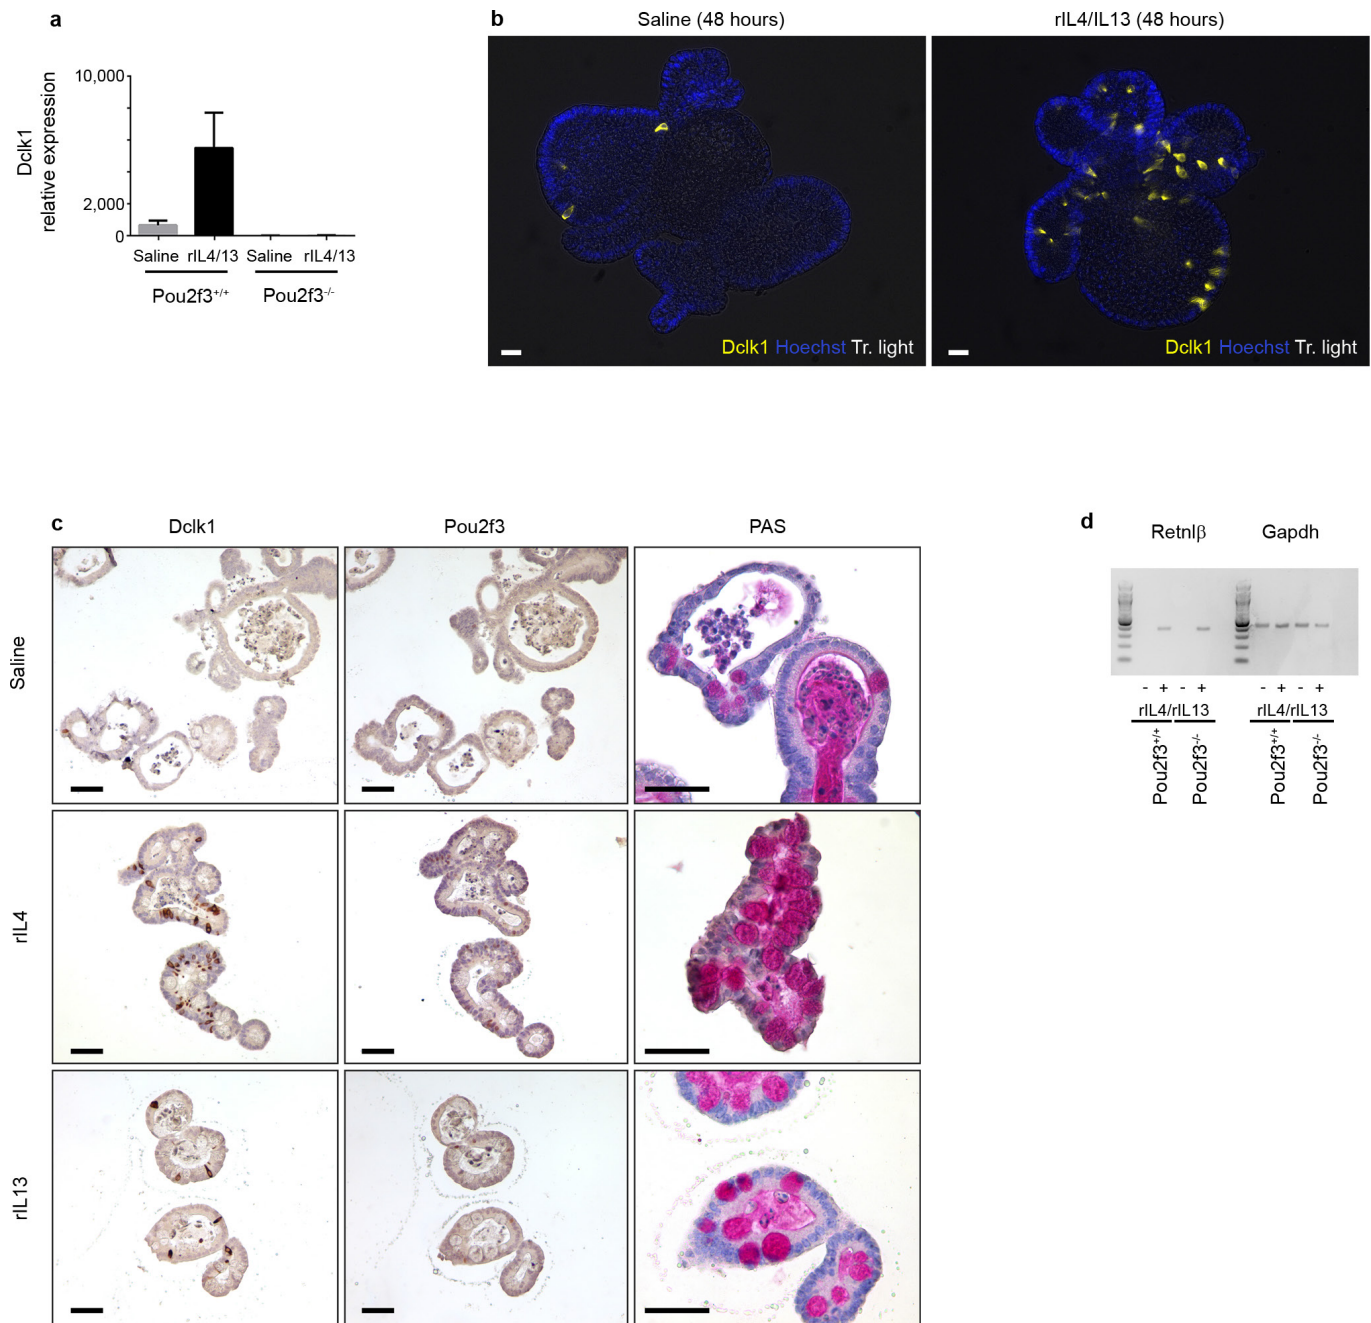 a
Dclk1
relative expression
10,000
2,000
0
Saline rIL4/13 Saline rIL4/13
Pou2f3+/+ Pou2f3-/-
b
Saline (48 hours) rIL4/IL13 (48 hours)
Dclk1 Hoechst Tr. light
Dclk1 Hoechst Tr. light
c
Dclk1 Pou2f3 PAS
Saline
rIL4
rIL13
d
Retnlβ Gapdh
- + - + - + - +
rIL4/rIL13 rIL4/rIL13
Pou2f3+/+ Pou2f3-/- Pou2f3+/+ Pou2f3-/-